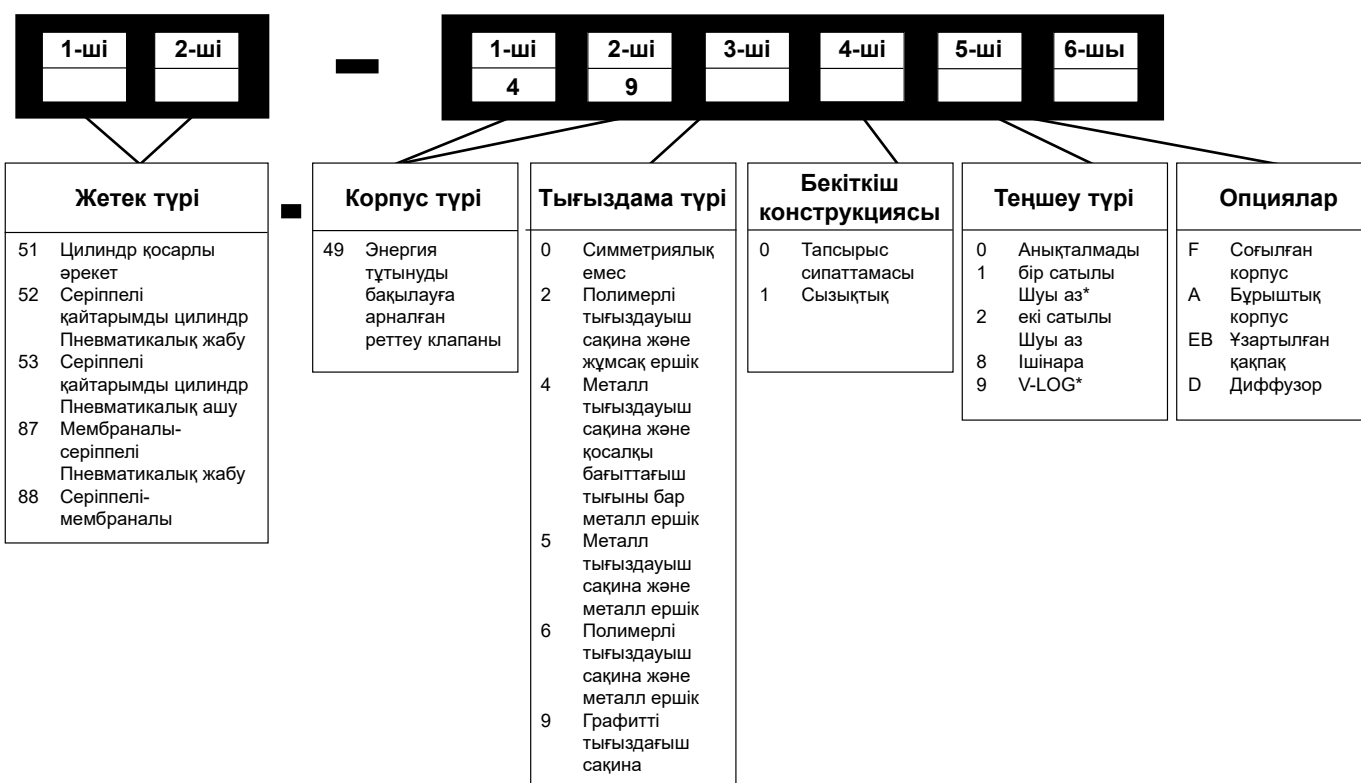 1-ші 2-ші
1-ші 2-ші 3-ші 4-ші 5-ші 6-шы
4 9
Жетек түрі
51 Цилиндр қосарлы
әрекет
52 Серіппелі
қайтарымды цилиндр
Пневматикалық жабу
53 Серіппелі
қайтарымды цилиндр
Пневматикалық ашу
87 Мембраналы-
серіппелі
Пневматикалық жабу
88 Серіппелі-
мембраналы
-
Корпус түрі
49 Энергия
тұтынуды
бақылауға
арналған
реттеу клапаны
Тығыздама түрі
0 Симметриялық
емес
2 Полимерлі
тығыздауыш
сақина және
жұмсақ ершік
4 Металл
тығыздауыш
сақина және
қосалқы
бағыттағыш
тығыны бар
металл ершік
5 Металл
тығыздауыш
сақина және
металл ершік
6 Полимерлі
тығыздауыш
сақина және
металл ершік
9 Графитті
тығыздағыш
сақина
Бекіткіш
конструкциясы
0 Тапсырыс
сипаттамасы
1 Сызықтық
Теңшеу түрі
0 Анықталмады
1 бір сатылы
Шуы аз*
2 екі сатылы
Шуы аз
8 Ішінара
9 V-LOG*
Опциялар
F Соғылған
корпус
A Бұрыштық
корпус
EB Ұзартылған
қақпақ
D Диффузор